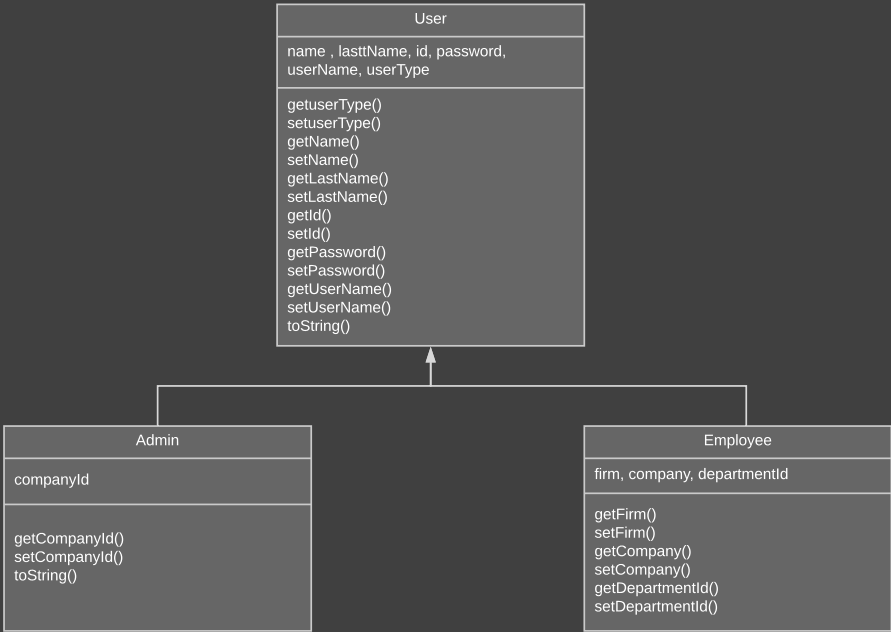 User
name , lasttName, id, password,
userName, userType
getuserType()
setuserType()
getName()
setName()
getLastName()
setLastName()
getId()
setId()
getPassword()
setPassword()
getUserName()
setUserName()
toString()
Admin
companyId
getCompanyId()
setCompanyId()
toString()
Employee
firm, company, departmentId
getFirm()
setFirm()
getCompany()
setCompany()
getDepartmentId()
setDepartmentId()